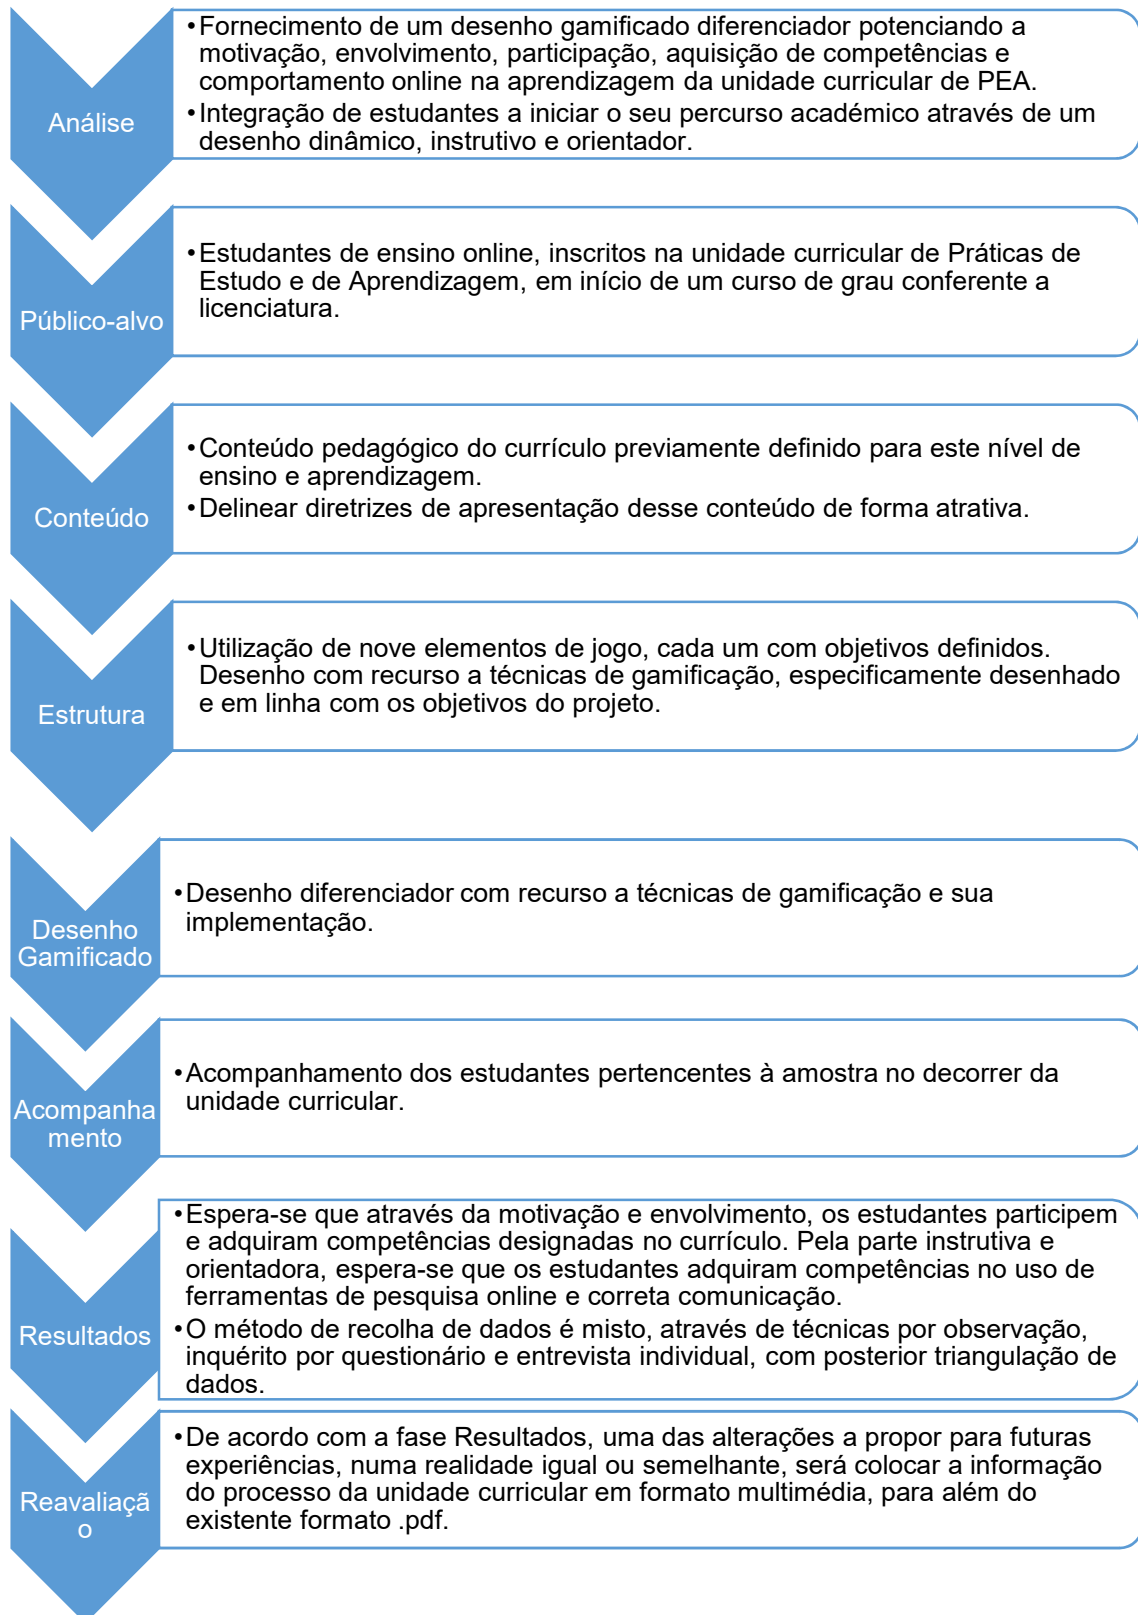 Análise
•Fornecimento de um desenho gamificado diferenciador potenciando a
motivação, envolvimento, participação, aquisição de competências e
comportamento online na aprendizagem da unidade curricular de PEA.
•Integração de estudantes a iniciar o seu percurso académico através de um
desenho dinâmico, instrutivo e orientador.
Público-alvo
•Estudantes de ensino online, inscritos na unidade curricular de Práticas de
Estudo e de Aprendizagem, em início de um curso de grau conferente a
licenciatura.
Conteúdo
•Conteúdo pedagógico do currículo previamente definido para este nível de
ensino e aprendizagem.
•Delinear diretrizes de apresentação desse conteúdo de forma atrativa.
Estrutura
•Utilização de nove elementos de jogo, cada um com objetivos definidos.
Desenho com recurso a técnicas de gamificação, especificamente desenhado
e em linha com os objetivos do projeto.
Desenho
Gamificado
•Desenho diferenciador com recurso a técnicas de gamificação e sua
implementação.
Acompanha
mento
•Acompanhamento dos estudantes pertencentes à amostra no decorrer da
unidade curricular.
Resultados
•Espera-se que através da motivação e envolvimento, os estudantes participem
e adquiram competências designadas no currículo. Pela parte instrutiva e
orientadora, espera-se que os estudantes adquiram competências no uso de
ferramentas de pesquisa online e correta comunicação.
•O método de recolha de dados é misto, através de técnicas por observação,
inquérito por questionário e entrevista individual, com posterior triangulação de
dados.
Reavaliaçã
o
•De acordo com a fase Resultados, uma das alterações a propor para futuras
experiências, numa realidade igual ou semelhante, será colocar a informação
do processo da unidade curricular em formato multimédia, para além do
existente formato .pdf.